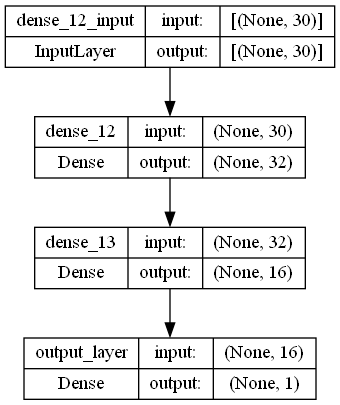 dense_12_input input: [(None, 30)]
InputLayer output: [(None, 30)]
dense_12 input: (None, 30)
Dense output: (None, 32)
dense_13 input: (None, 32)
Dense output: (None, 16)
output_layer input: (None, 16)
Dense output: (None, 1)